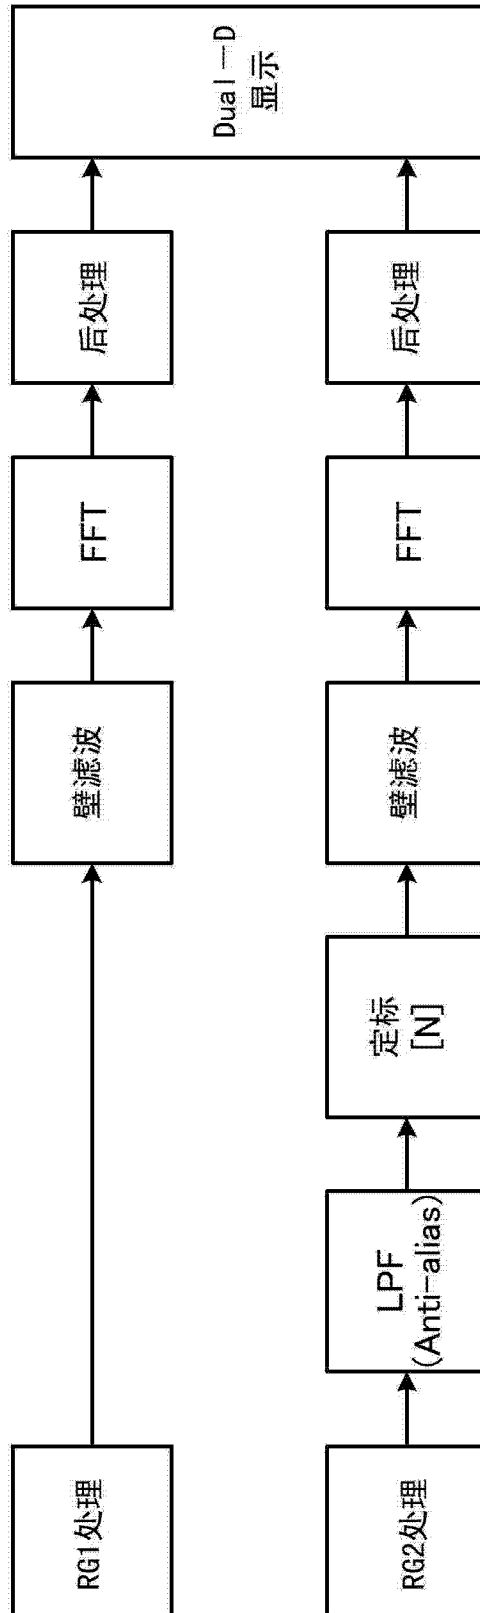 RG1处理
壁滤波
FFT
后处理
Dual-D
显示
RG2处理
LPF
(Anti-alias)
定标
[N]
壁滤波
FFT
后处理